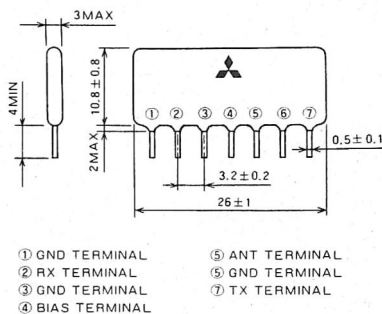 3MAX
4MIN
10.8±0.8
2MAX
① ② ③ ④ ⑤ ⑥ ⑦
0.5±0.1
3.2±0.2
26±1
① GND TERMINAL
② RX TERMINAL
③ GND TERMINAL
④ BIAS TERMINAL
⑤ ANT TERMINAL
⑤ GND TERMINAL
⑦ TX TERMINAL